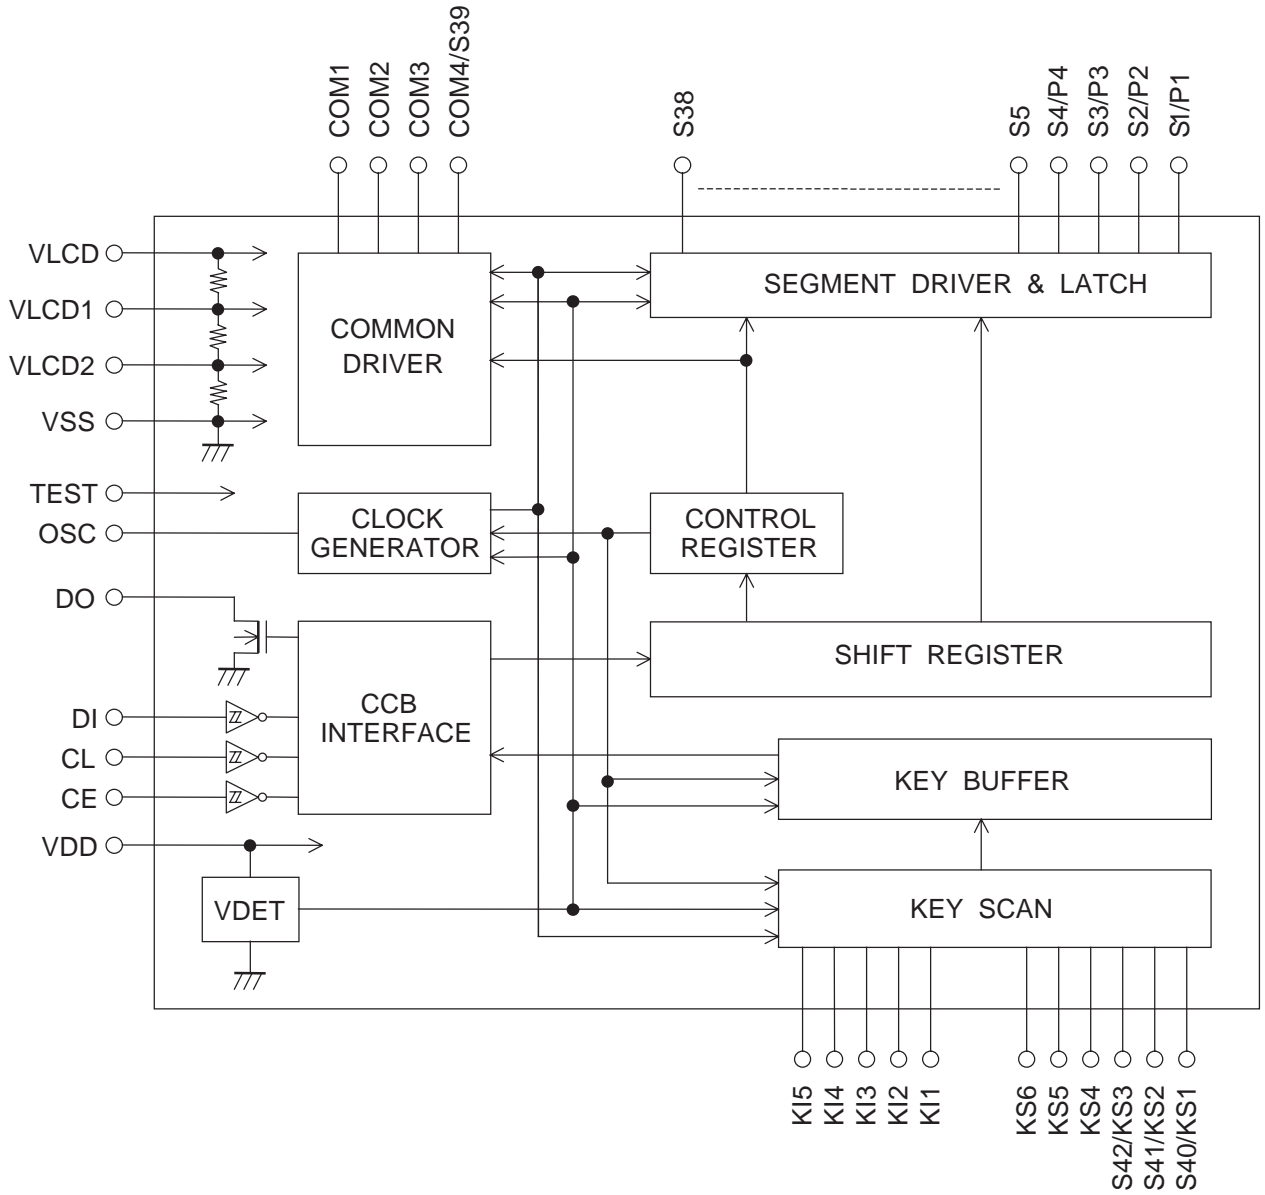 COM1
COM2
COM3
COM4/S39
S38
S5
S4/P4
S3/P3
S2/P2
S1/P1
VLCD
VLCD1
VLCD2
VSS
TEST
OSC
DO
DI
CL
CE
VDD
COMMON
DRIVER
SEGMENT DRIVER & LATCH
CLOCK
GENERATOR
CONTROL
REGISTER
CCB
INTERFACE
SHIFT REGISTER
KEY BUFFER
VDET
KEY SCAN
KI5
KI4
KI3
KI2
KI1
KS6
KS5
KS4
S42/KS3
S41/KS2
S40/KS1